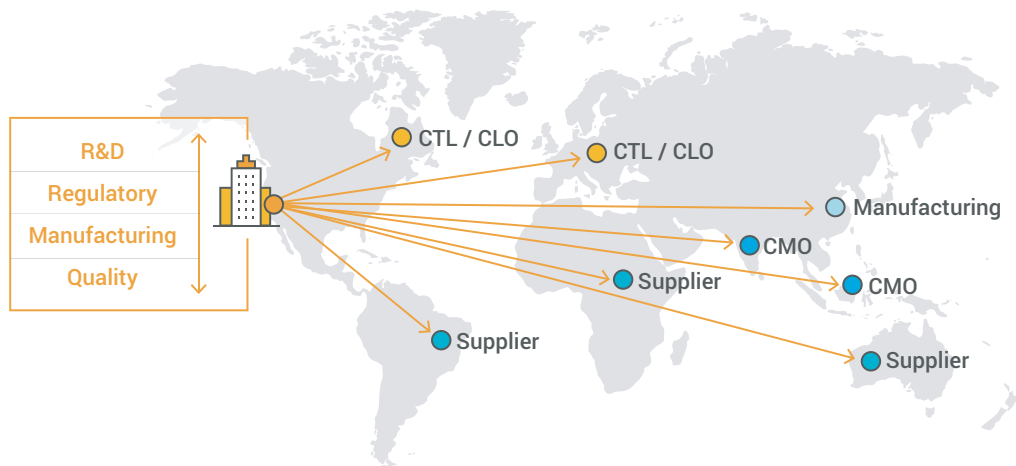 R&D
Regulatory
Manufacturing
Quality
CTL / CLO
CTL / CLO
Manufacturing
CMO
Supplier
CMO
Supplier
Supplier